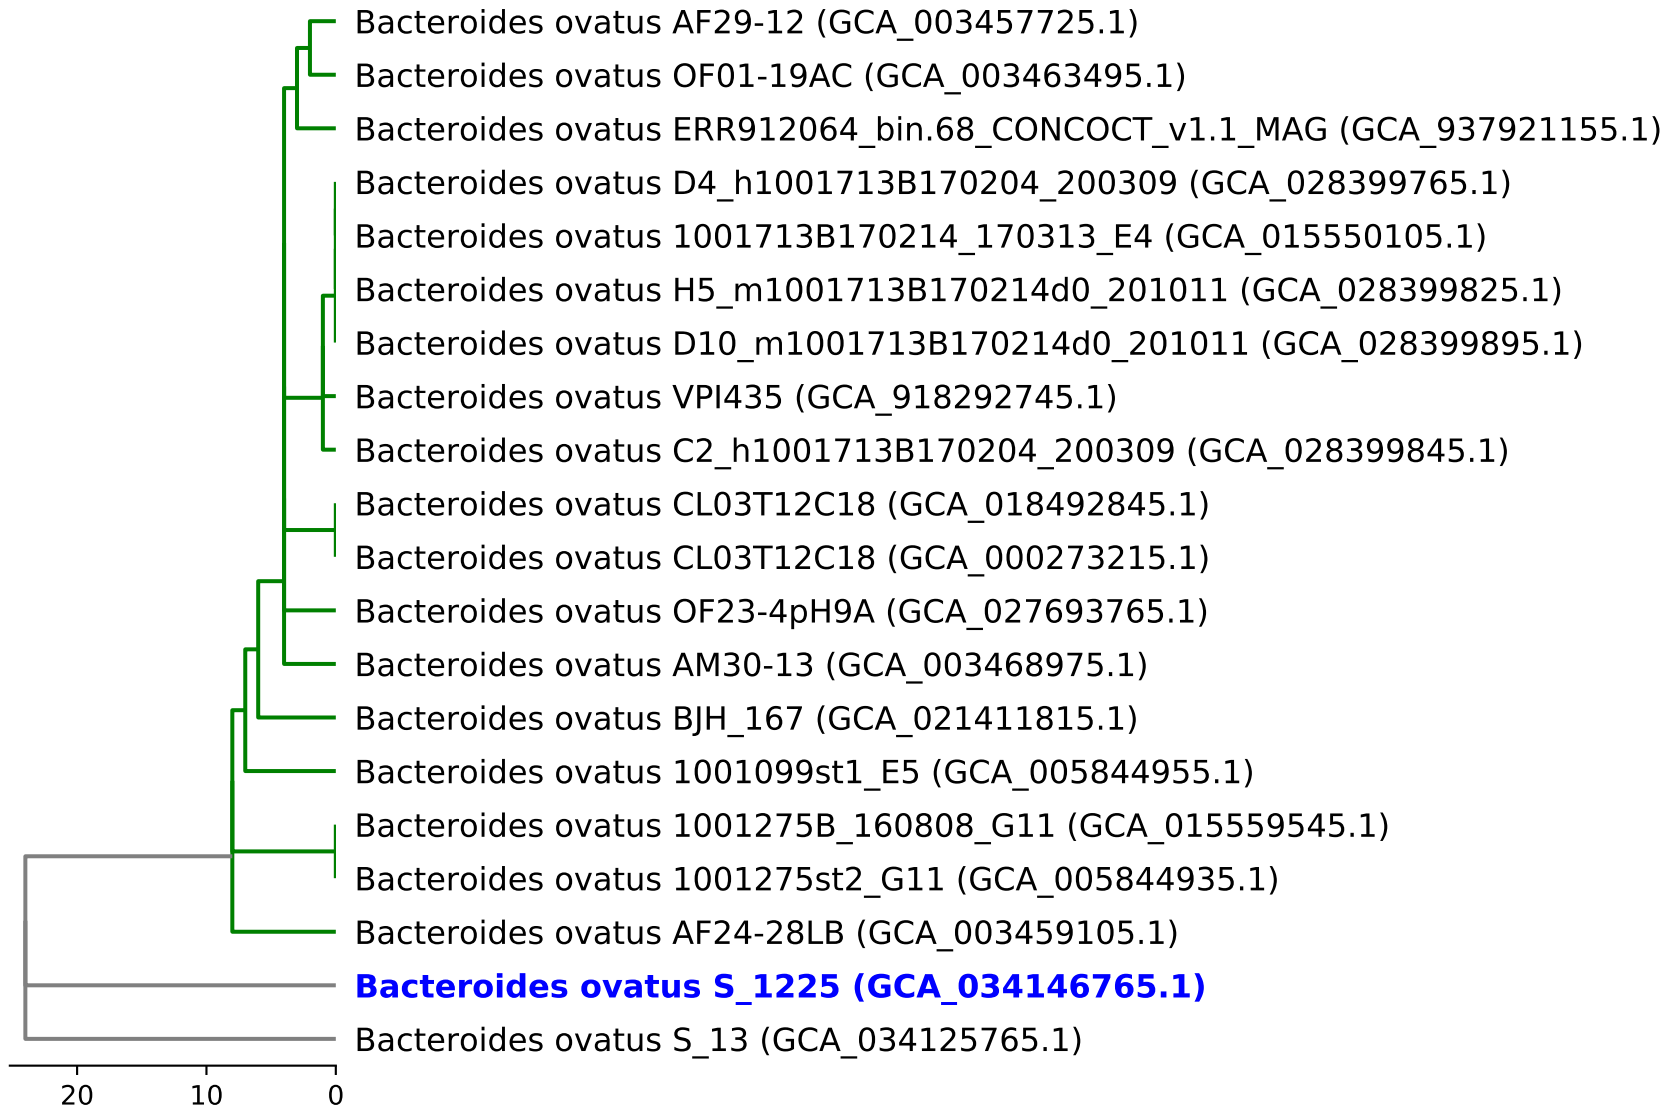 Bacteroides ovatus AF29-12 (GCA_003457725.1)
Bacteroides ovatus OF01-19AC (GCA_003463495.1)
Bacteroides ovatus ERR912064_bin.68_CONCOCT_v1.1_MAG (GCA_937921155.1)
Bacteroides ovatus D4_h1001713B170204_200309 (GCA_028399765.1)
Bacteroides ovatus 1001713B170214_170313_E4 (GCA_015550105.1)
Bacteroides ovatus H5_m1001713B170214d0_201011 (GCA_028399825.1)
Bacteroides ovatus D10_m1001713B170214d0_201011 (GCA_028399895.1)
Bacteroides ovatus VPI435 (GCA_918292745.1)
Bacteroides ovatus C2_h1001713B170204_200309 (GCA_028399845.1)
Bacteroides ovatus CL03T12C18 (GCA_018492845.1)
Bacteroides ovatus CL03T12C18 (GCA_000273215.1)
Bacteroides ovatus OF23-4pH9A (GCA_027693765.1)
Bacteroides ovatus AM30-13 (GCA_003468975.1)
Bacteroides ovatus BJH_167 (GCA_021411815.1)
Bacteroides ovatus 1001099st1_E5 (GCA_005844955.1)
Bacteroides ovatus 1001275B_160808_G11 (GCA_015559545.1)
Bacteroides ovatus 1001275st2_G11 (GCA_005844935.1)
Bacteroides ovatus AF24-28LB (GCA_003459105.1)
Bacteroides ovatus S_1225 (GCA_034146765.1)
Bacteroides ovatus S_13 (GCA_034125765.1)
20 10 0